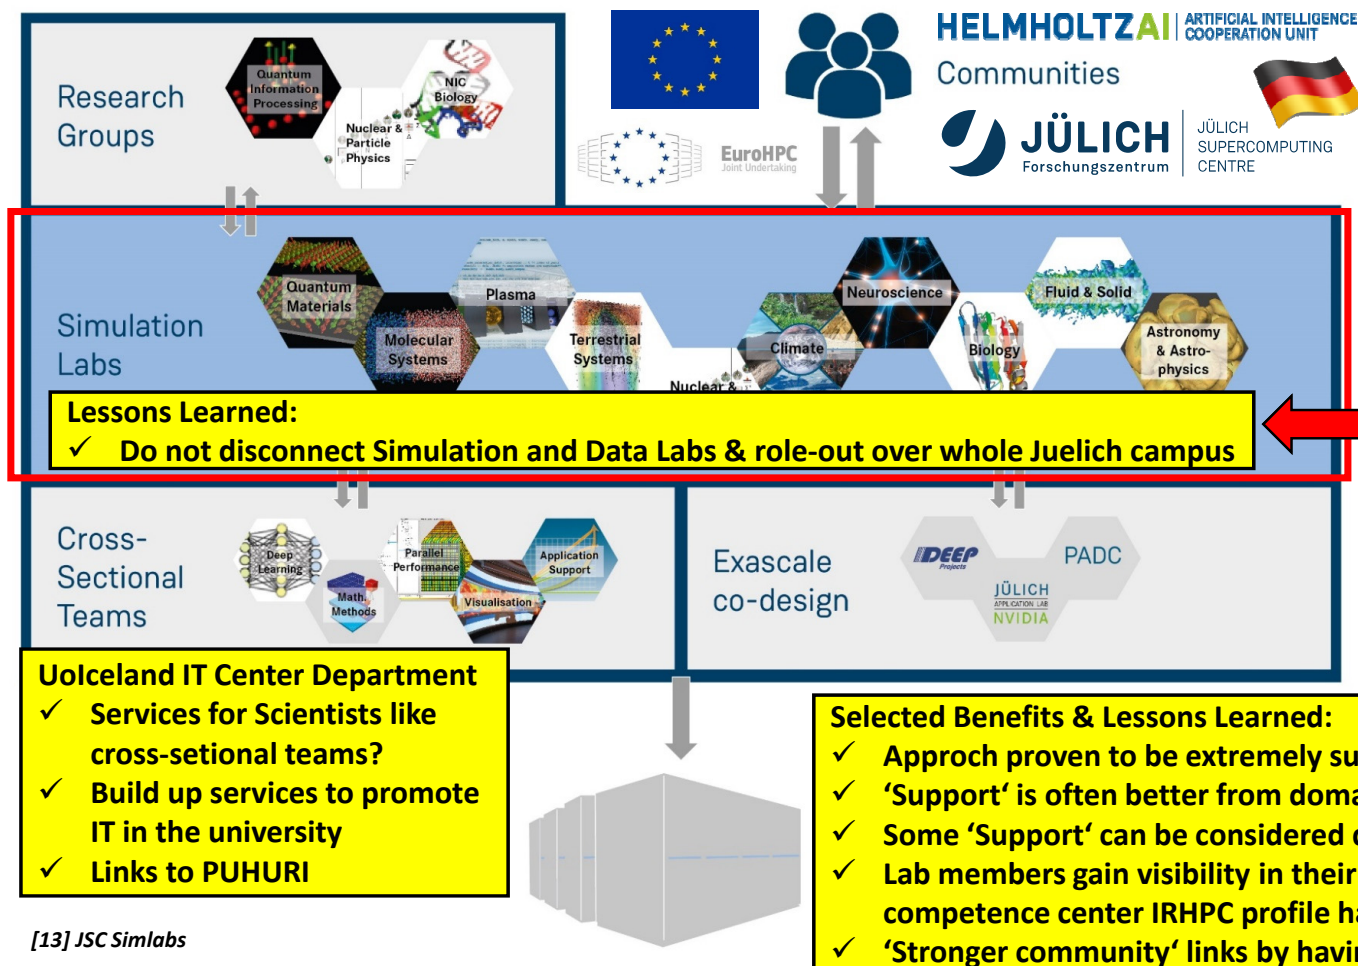 HELMHOLTZAI
ARTIFICIAL INTELLIGENCE
COOPERATION UNIT
Communities
JÜLICH
Forschungszentrum
JÜLICH
SUPERCOMPUTING
CENTRE
EuroHPC
Joint Undertaking
Research
Groups
Quantum
Information
Processing
Nuclear &
Particle
Physics
NIC
Biology
Simulation
Labs
Quantum
Materials
Molecular
Systems
Plasma
Terrestrial
Systems
Nuclear &
Climate
Neuroscience
Biology
Fluid & Solid
Astronomy
& Astro-
physics
Lessons Learned:
✓ Do not disconnect Simulation and Data Labs & role-out over whole Juelich campus
Cross-
Sectional
Teams
Deep
Learning
Math.
Methods
Parallel
Performance
Visualisation
Application
Support
Exascale
co-design
DEEP
Projects
JÜLICH
APPLICATION LAB
NVIDIA
PADC
UoIceland IT Center Department
✓ Services for Scientists like
cross-setional teams?
✓ Build up services to promote
IT in the university
✓ Links to PUHURI
Selected Benefits & Lessons Learned:
✓ Approch proven to be extremely su
✓ ‘Support‘ is often better from doma
✓ Some ‘Support‘ can be considered
✓ Lab members gain visibility in their
competence center IRHPC profile ha
✓ ‘Stronger community‘ links by havin
[13] JSC Simlabs